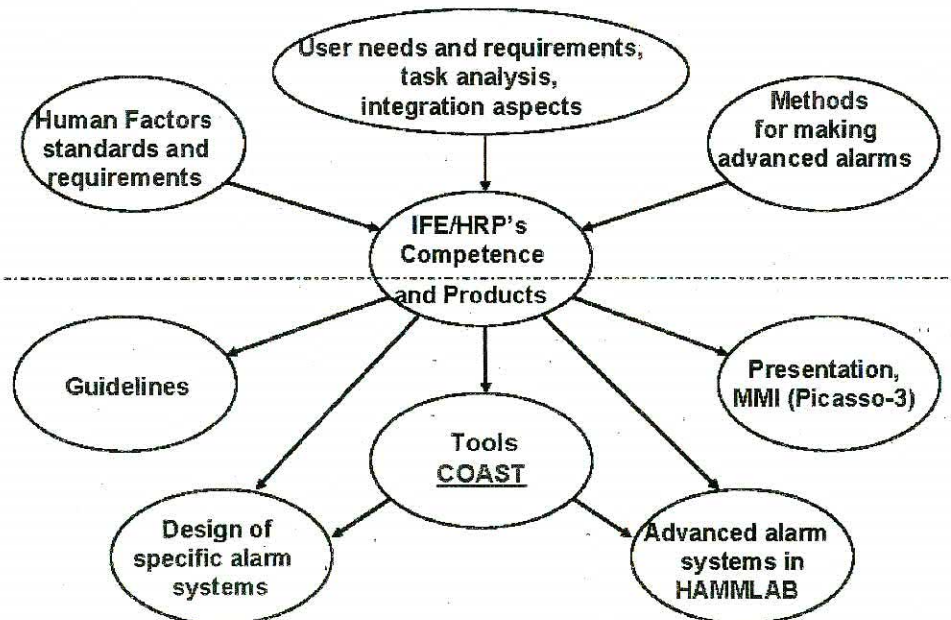 User needs and requirements,
task analysis,
integration aspects
Human Factors
standards and
requirements
Methods
for making
advanced alarms
IFE/HRP's
Competence
and Products
Guidelines
Presentation,
MMI (Picasso-3)
Tools
COAST
Design of
specific alarm
systems
Advanced alarm
systems in
HAMMLAB